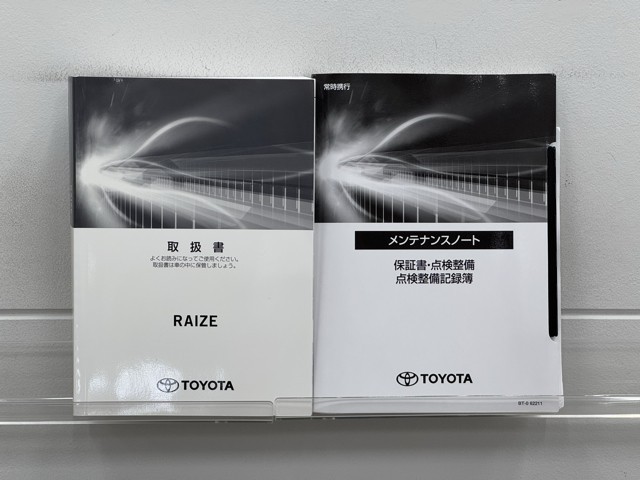 取扱書
よくお読みになってご使用ください。
取扱書は車の中に保管しましょう。
RAIZE
TOYOTA
常時携行
メンテナンスノート
保証書・点検整備
点検整備記録簿
TOYOTA